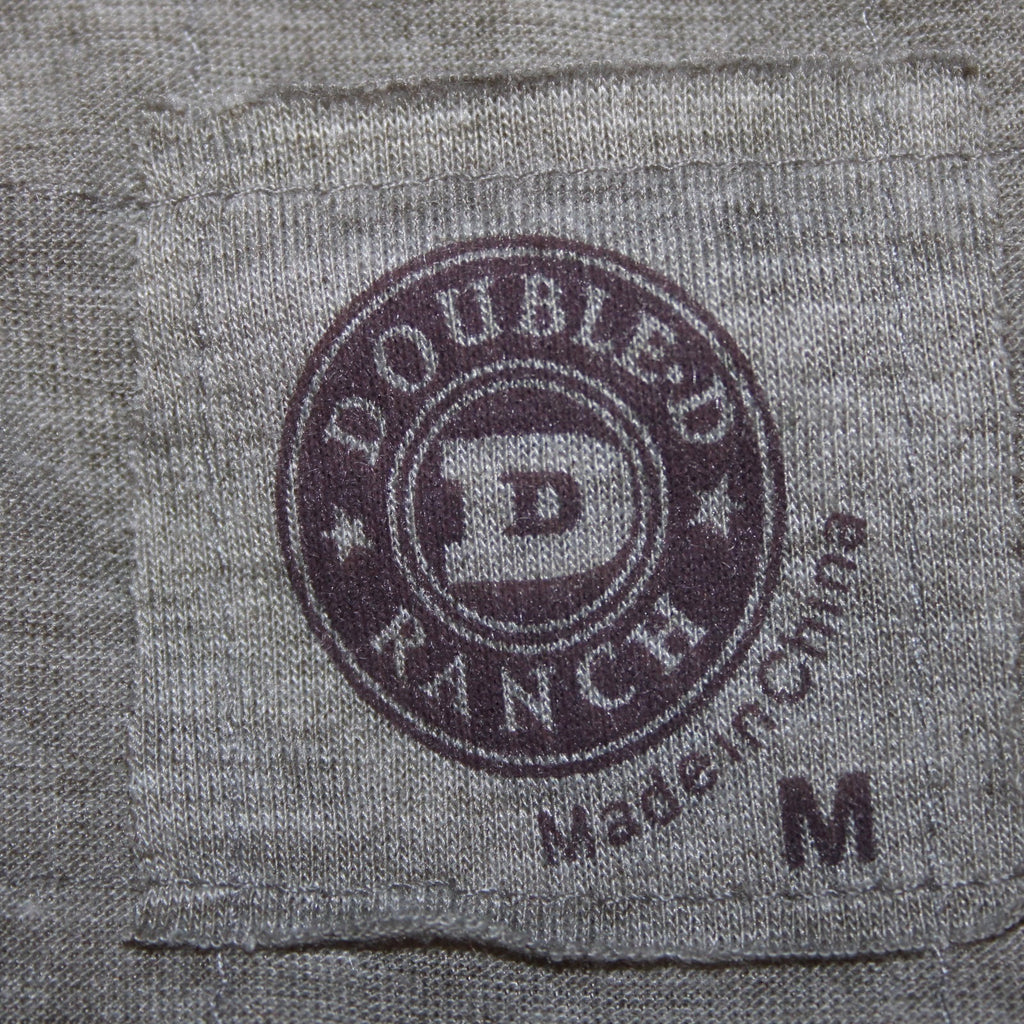 DOUBLE·D
RANCH
D
D
Made in China
M